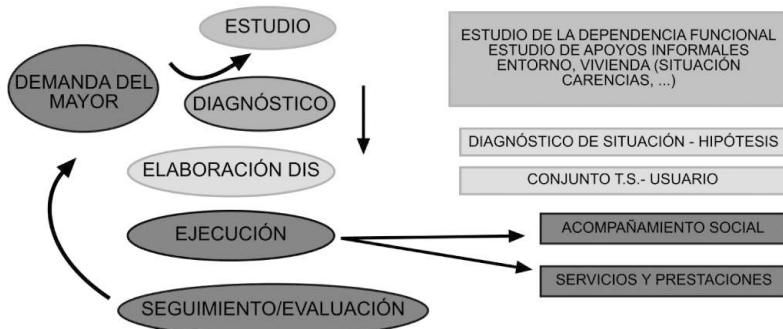 ESTUDIO
DEMANDA DEL
MAYOR
DIAGNÓSTICO
ELABORACIÓN DIS
EJECUCIÓN
SEGUIMIENTO/EVALUACIÓN
ESTUDIO DE LA DEPENDENCIA FUNCIONAL
ESTUDIO DE APOYOS INFORMALES
ENTORNO, VIVIENDA (SITUACIÓN
CARENCIAS, ...)
DIAGNÓSTICO DE SITUACIÓN - HIPÓTESIS
CONJUNTO T.S.- USUARIO
ACOMPAÑAMIENTO SOCIAL
SERVICIOS Y PRESTACIONES